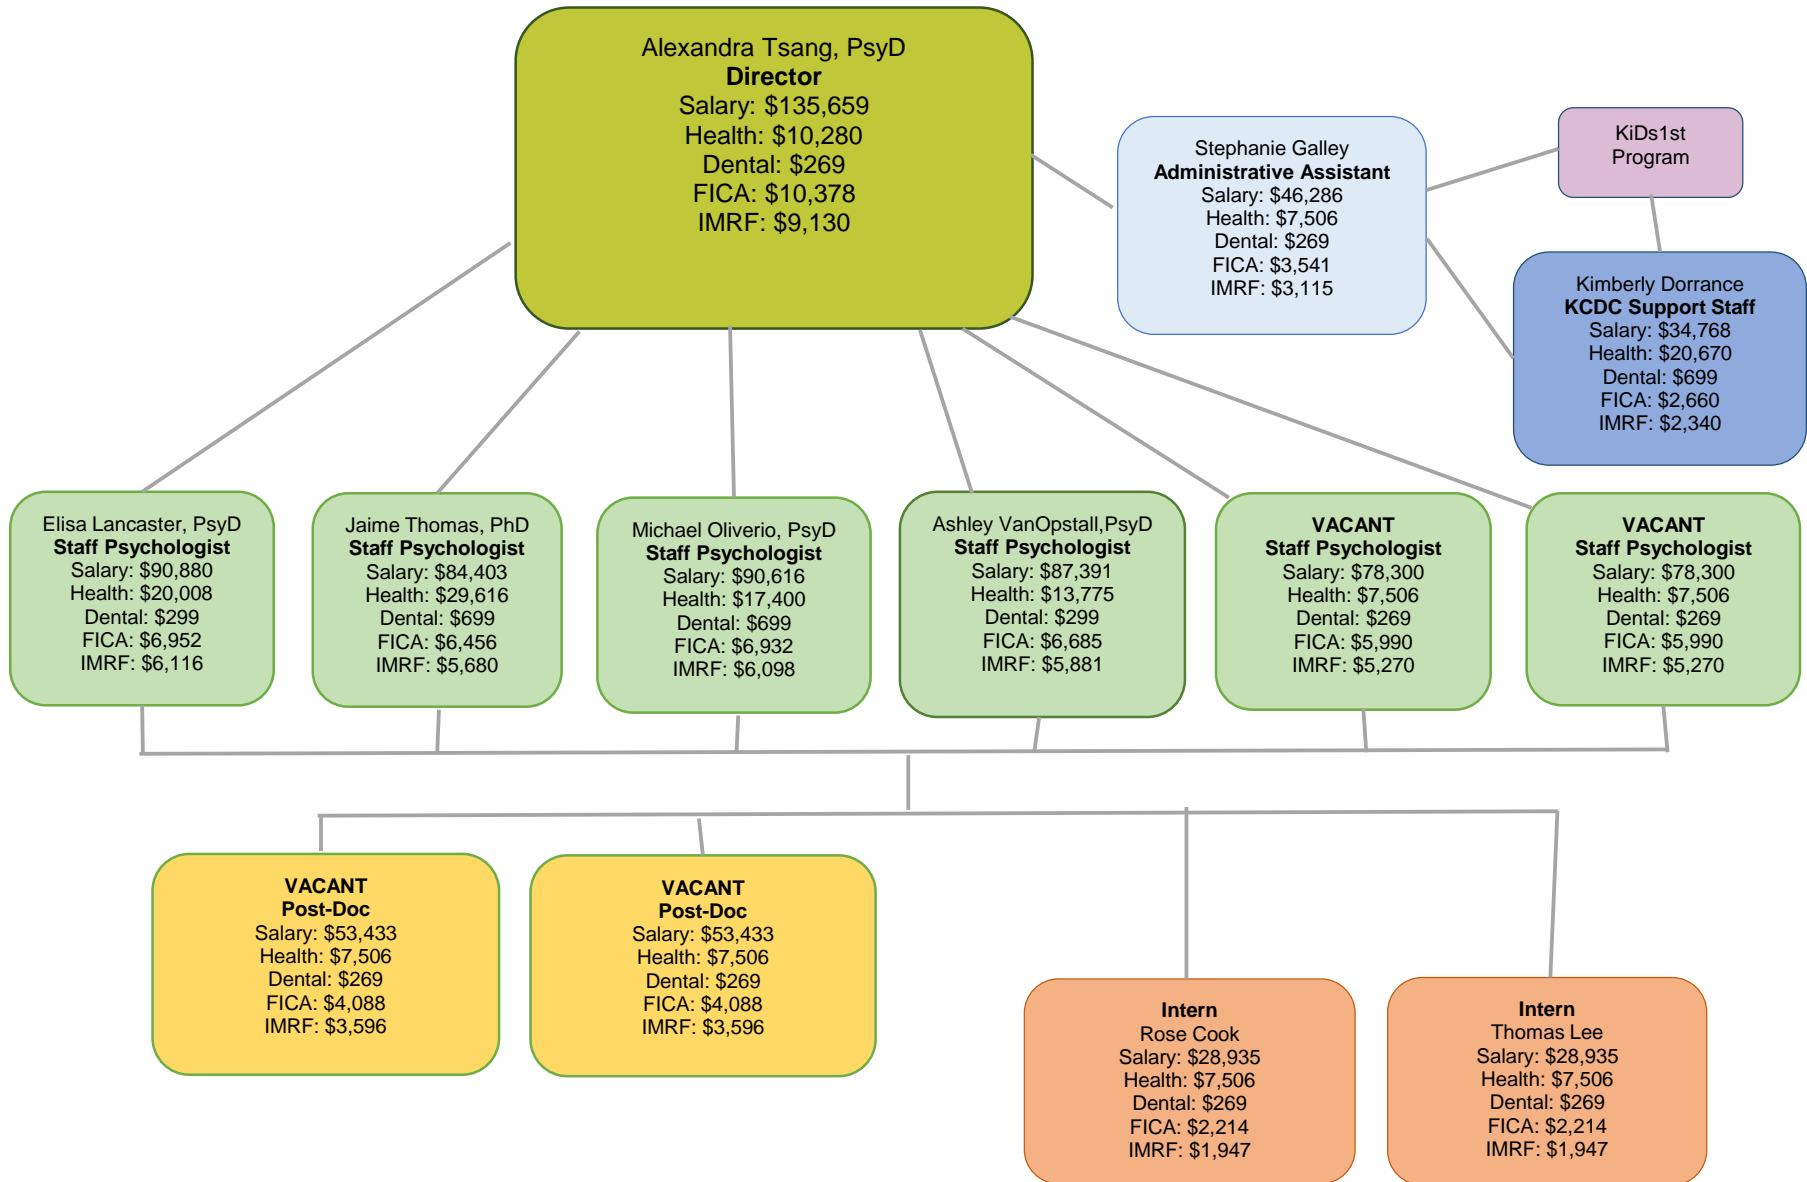 Alexandra Tsang, PsyD
Director
Salary: $135,659
Health: $10,280
Dental: $269
FICA: $10,378
IMRF: $9,130
Stephanie Galley
Administrative Assistant
Salary: $46,286
Health: $7,506
Dental: $269
FICA: $3,541
IMRF: $3,115
KiDs1st
Program
Kimberly Dorrance
KCDC Support Staff
Salary: $34,768
Health: $20,670
Dental: $699
FICA: $2,660
IMRF: $2,340
Elisa Lancaster, PsyD
Staff Psychologist
Salary: $90,880
Health: $20,008
Dental: $299
FICA: $6,952
IMRF: $6,116
Jaime Thomas, PhD
Staff Psychologist
Salary: $84,403
Health: $29,616
Dental: $699
FICA: $6,456
IMRF: $5,680
Michael Oliverio, PsyD
Staff Psychologist
Salary: $90,616
Health: $17,400
Dental: $699
FICA: $6,932
IMRF: $6,098
Ashley VanOpstall,PsyD
Staff Psychologist
Salary: $87,391
Health: $13,775
Dental: $299
FICA: $6,685
IMRF: $5,881
VACANT
Staff Psychologist
Salary: $78,300
Health: $7,506
Dental: $269
FICA: $5,990
IMRF: $5,270
VACANT
Staff Psychologist
Salary: $78,300
Health: $7,506
Dental: $269
FICA: $5,990
IMRF: $5,270
VACANT
Post-Doc
Salary: $53,433
Health: $7,506
Dental: $269
FICA: $4,088
IMRF: $3,596
VACANT
Post-Doc
Salary: $53,433
Health: $7,506
Dental: $269
FICA: $4,088
IMRF: $3,596
Intern
Rose Cook
Salary: $28,935
Health: $7,506
Dental: $269
FICA: $2,214
IMRF: $1,947
Intern
Thomas Lee
Salary: $28,935
Health: $7,506
Dental: $269
FICA: $2,214
IMRF: $1,947